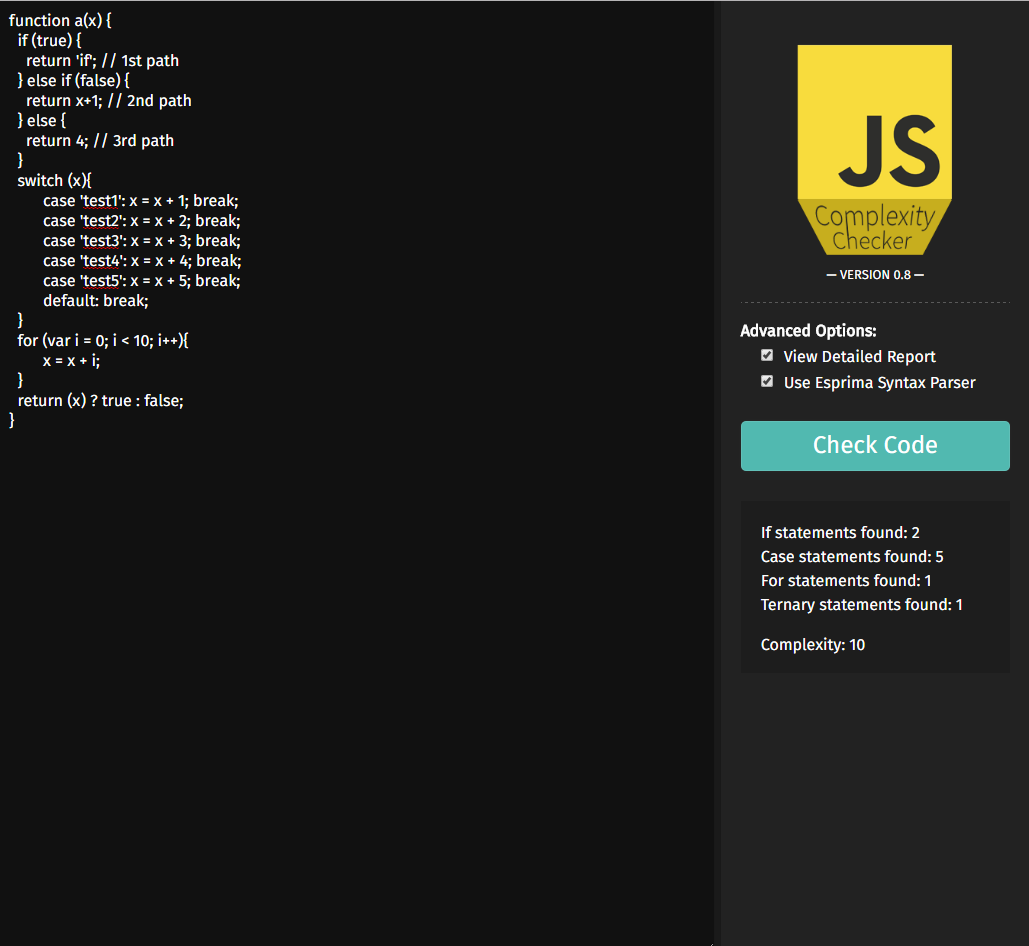 function a(x) {
if (true) {
return 'if'; // 1st path
} else if (false) {
return x+1; // 2nd path
} else {
return 4; // 3rd path
}
switch (x){
case 'test1': x = x + 1; break;
case 'test2': x = x + 2; break;
case 'test3': x = x + 3; break;
case 'test4': x = x + 4; break;
case 'test5': x = x + 5; break;
default: break;
}
for (var i = 0; i < 10; i++){
x = x + i;
}
return (x) ? true : false;
}
JS
Complexity
Checker
— VERSION 0.8 —
Advanced Options:
View Detailed Report
Use Esprima Syntax Parser
Check Code
If statements found: 2
Case statements found: 5
For statements found: 1
Ternary statements found: 1
Complexity: 10